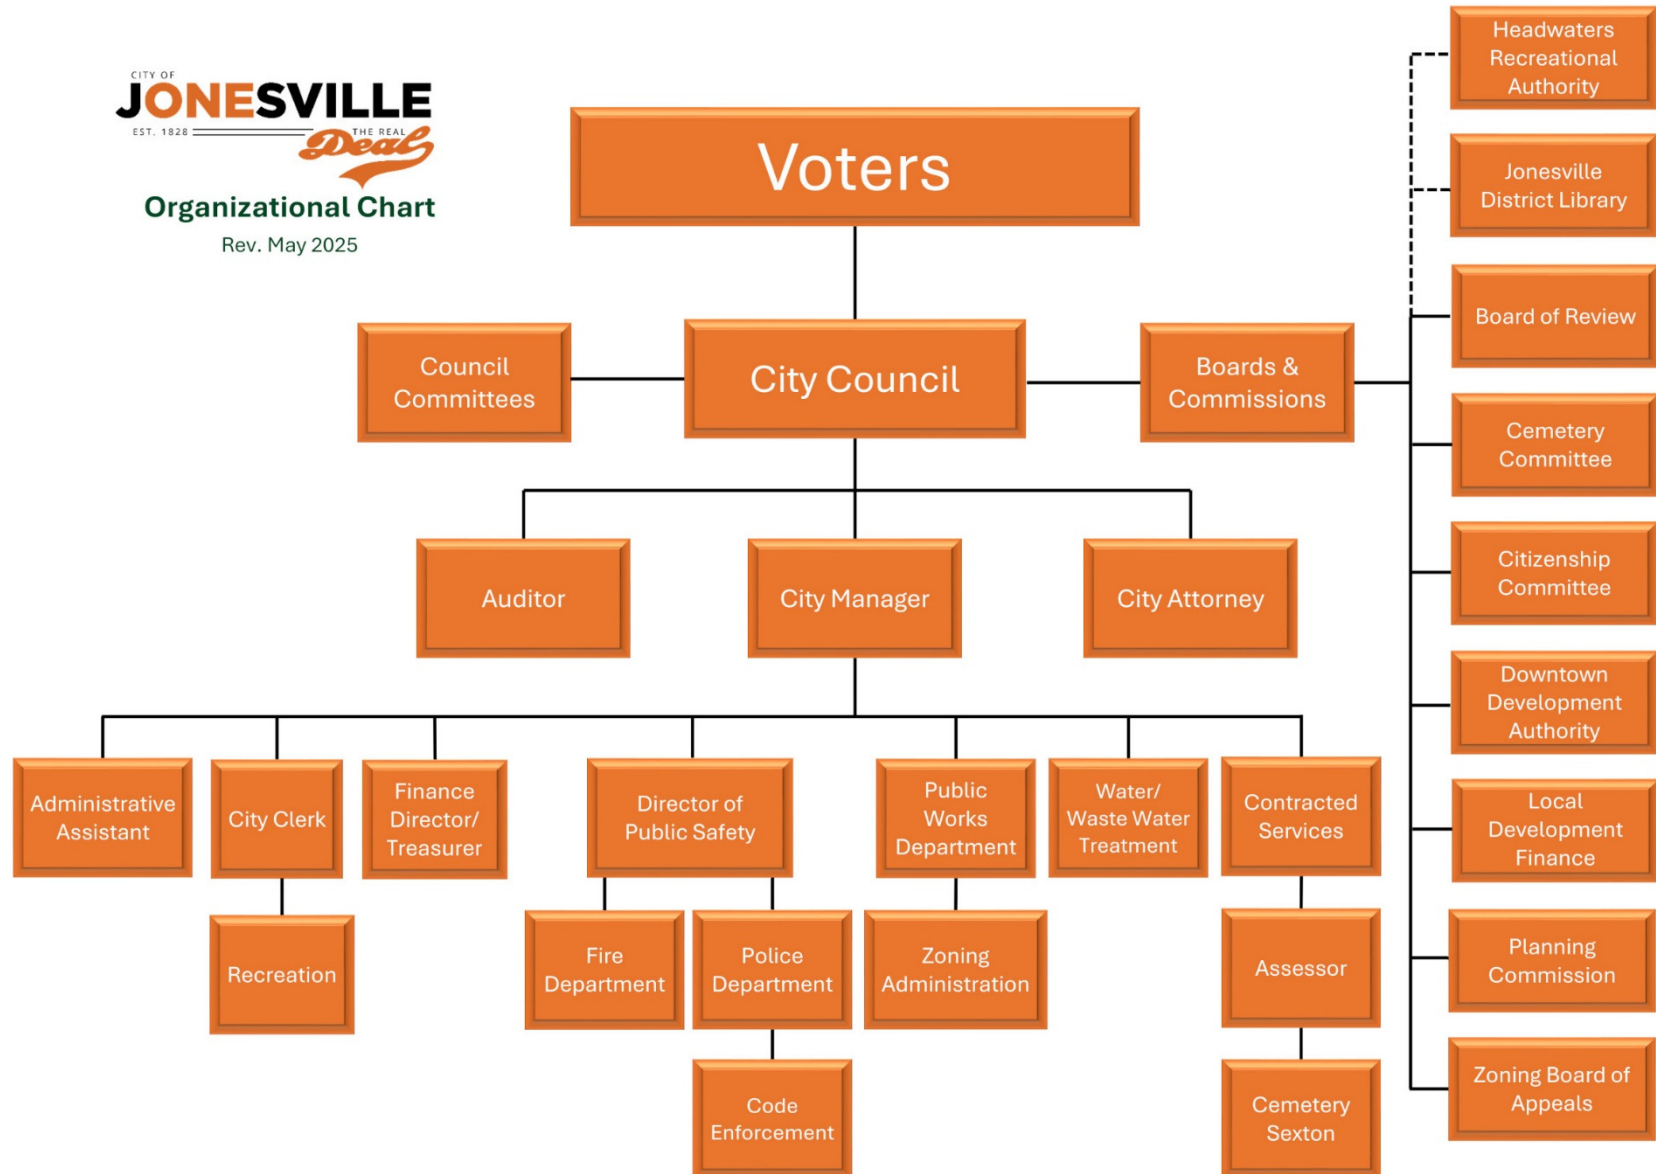 CITY OF
JONESVILLE
EST. 1828
THE REAL
Deal
Organizational Chart
Rev. May 2025
Voters
Council
Committees
City Council
Boards &
Commissions
Auditor
City Manager
City Attorney
Administrative
Assistant
City Clerk
Finance
Director/
Treasurer
Director of
Public Safety
Public
Works
Department
Water/
Waste Water
Treatment
Contracted
Services
Recreation
Fire
Department
Police
Department
Zoning
Administration
Assessor
Code
Enforcement
Cemetery
Sexton
Headwaters
Recreational
Authority
Jonesville
District Library
Board of Review
Cemetery
Committee
Citizenship
Committee
Downtown
Development
Authority
Local
Development
Finance
Planning
Commission
Zoning Board of
Appeals